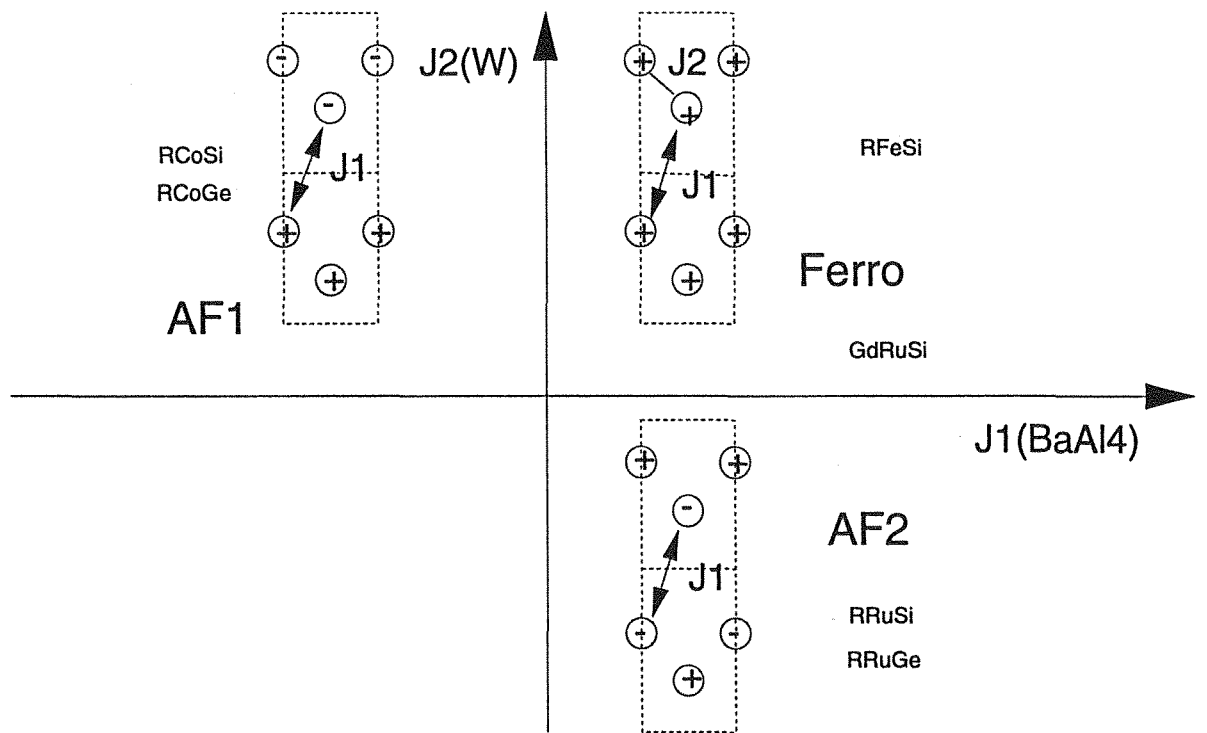 J2(W)
J2
J1
J1
RCoSi
RCoGe
RFeSi
Ferro
AF1
GdRuSi
J1(BaAl4)
AF2
J1
RRuSi
RRuGe
- -
-
+ +
+
+ +
+
+ +
+
+ +
-
- -
+